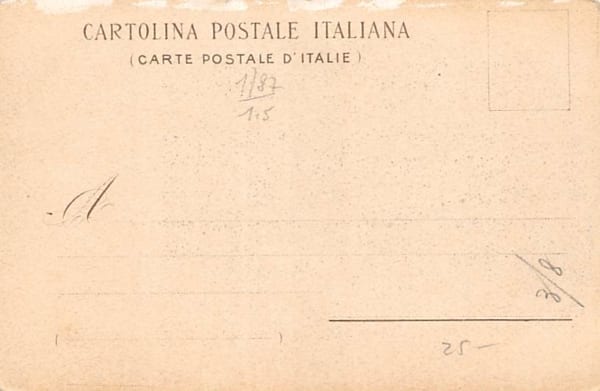 CARTOLINA POSTALE ITALIANA
(CARTE POSTALE D'ITALIE)
1/87
1.5
A
3/8
25-